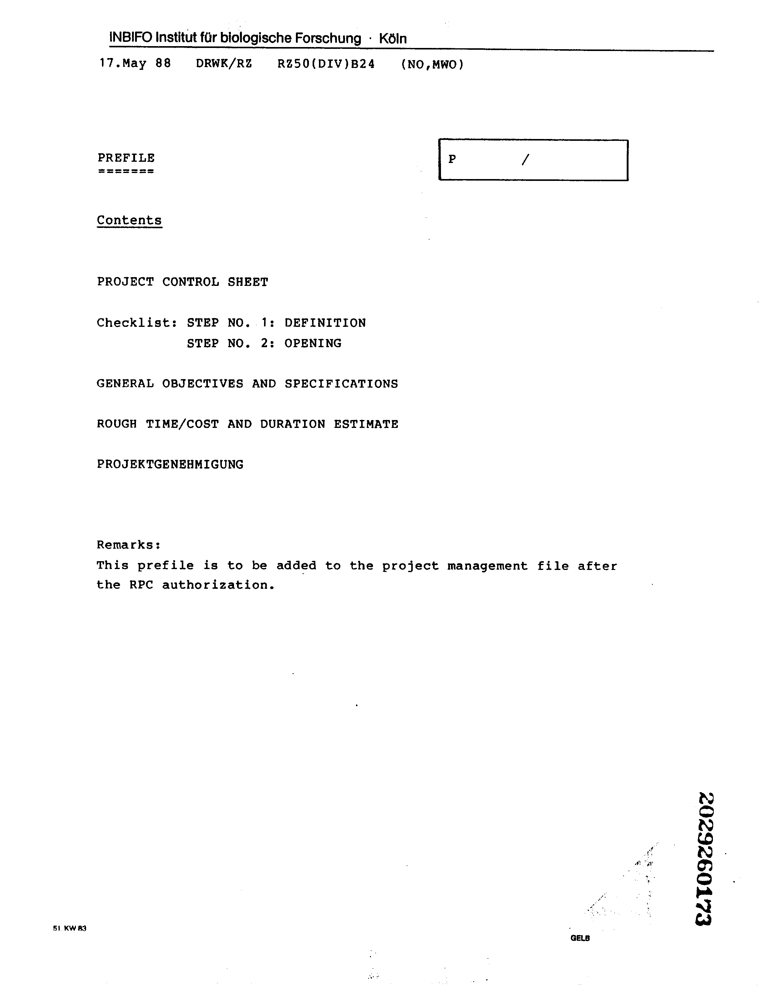 INBIFO Institut für biologische Forschung · Köln
17.May 88 DRWK/RZ RZ50(DIV)B24 (NO,MWO)
PREFILE
=======
P /
Contents
PROJECT CONTROL SHEET
Checklist: STEP NO. 1: DEFINITION
STEP NO. 2: OPENING
GENERAL OBJECTIVES AND SPECIFICATIONS
ROUGH TIME/COST AND DURATION ESTIMATE
PROJEKTGENEHMIGUNG
Remarks:
This prefile is to be added to the project management file after
the RPC authorization.
2029260173
51 KW 83
GELB